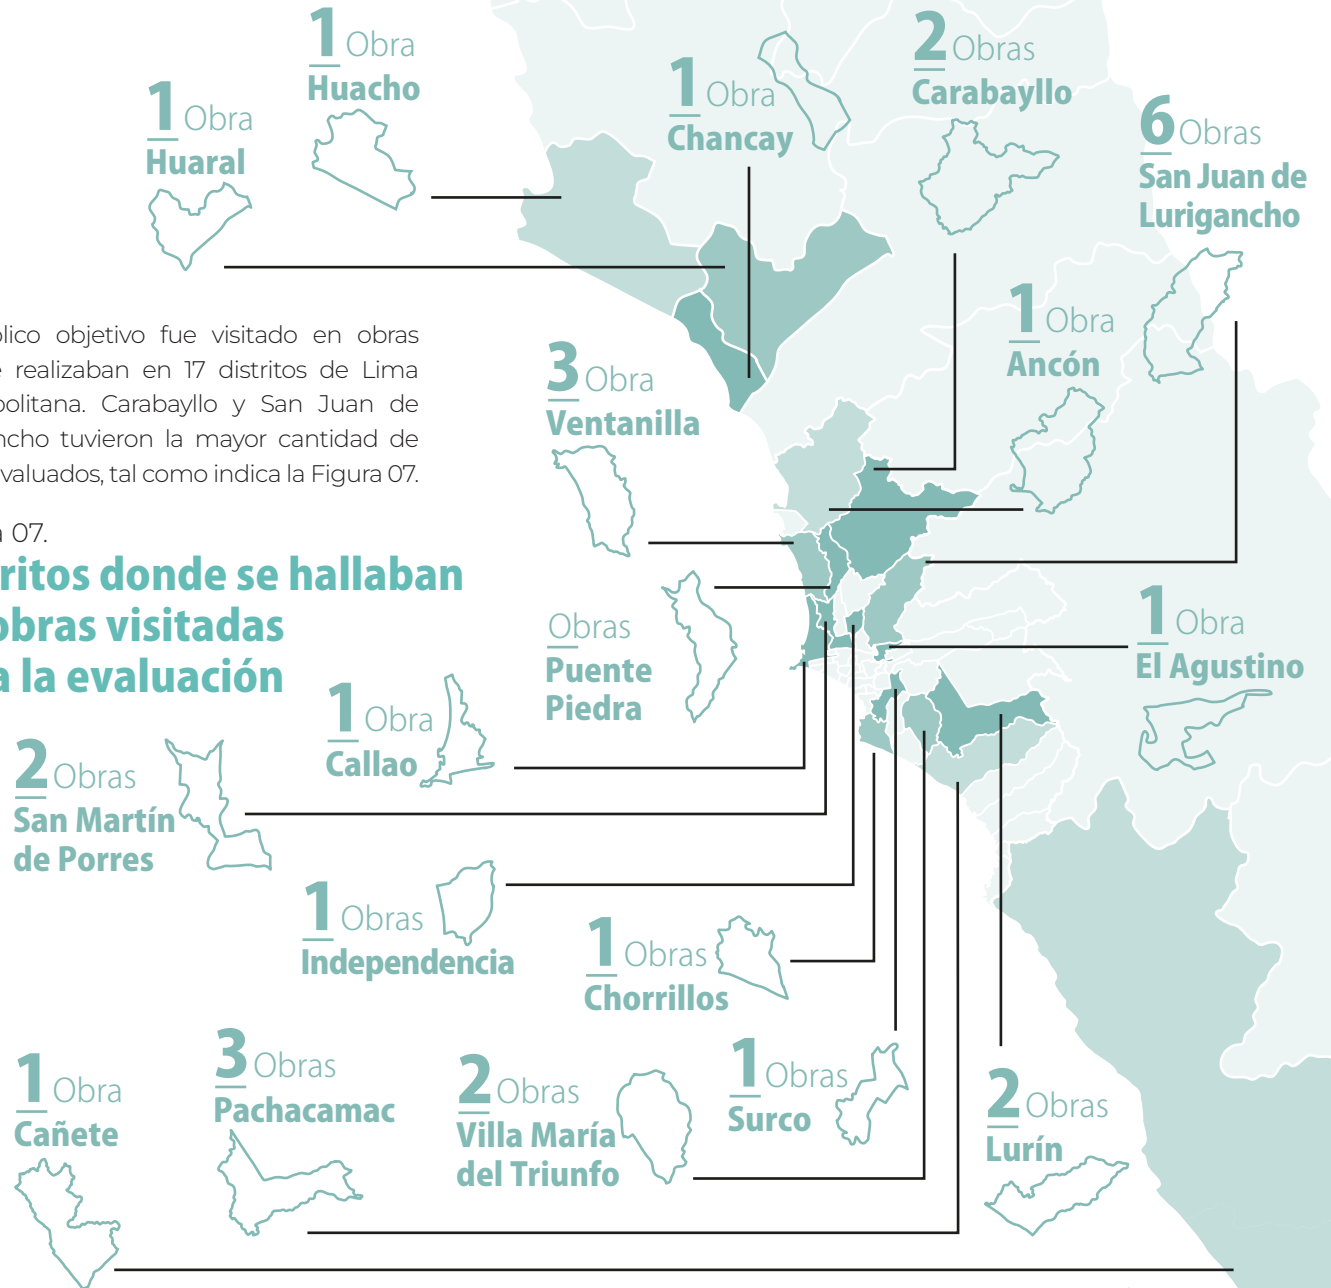 1 Obra
Huacho
1 Obra
Huaral
1 Obra
Chancay
2 Obras
Carabayllo
6 Obras
San Juan de
Lurigancho
1 Obra
Ancón
lico objetivo fue visitado en obras
e realizaban en 17 distritos de Lima
politana. Carabayllo y San Juan de
ncho tuvieron la mayor cantidad de
valuados, tal como indica la Figura 07.
a 07.
ritos donde se hallaban
obras visitadas
a la evaluación
3 Obra
Ventanilla
Obras
Puente
Piedra
1 Obra
El Agustino
1 Obra
Callao
2 Obras
San Martín
de Porres
1 Obras
Independencia
1 Obras
Chorrillos
1 Obra
Cañete
3 Obras
Pachacamac
2 Obras
Villa María
del Triunfo
1 Obras
Surco
2 Obras
Lurín